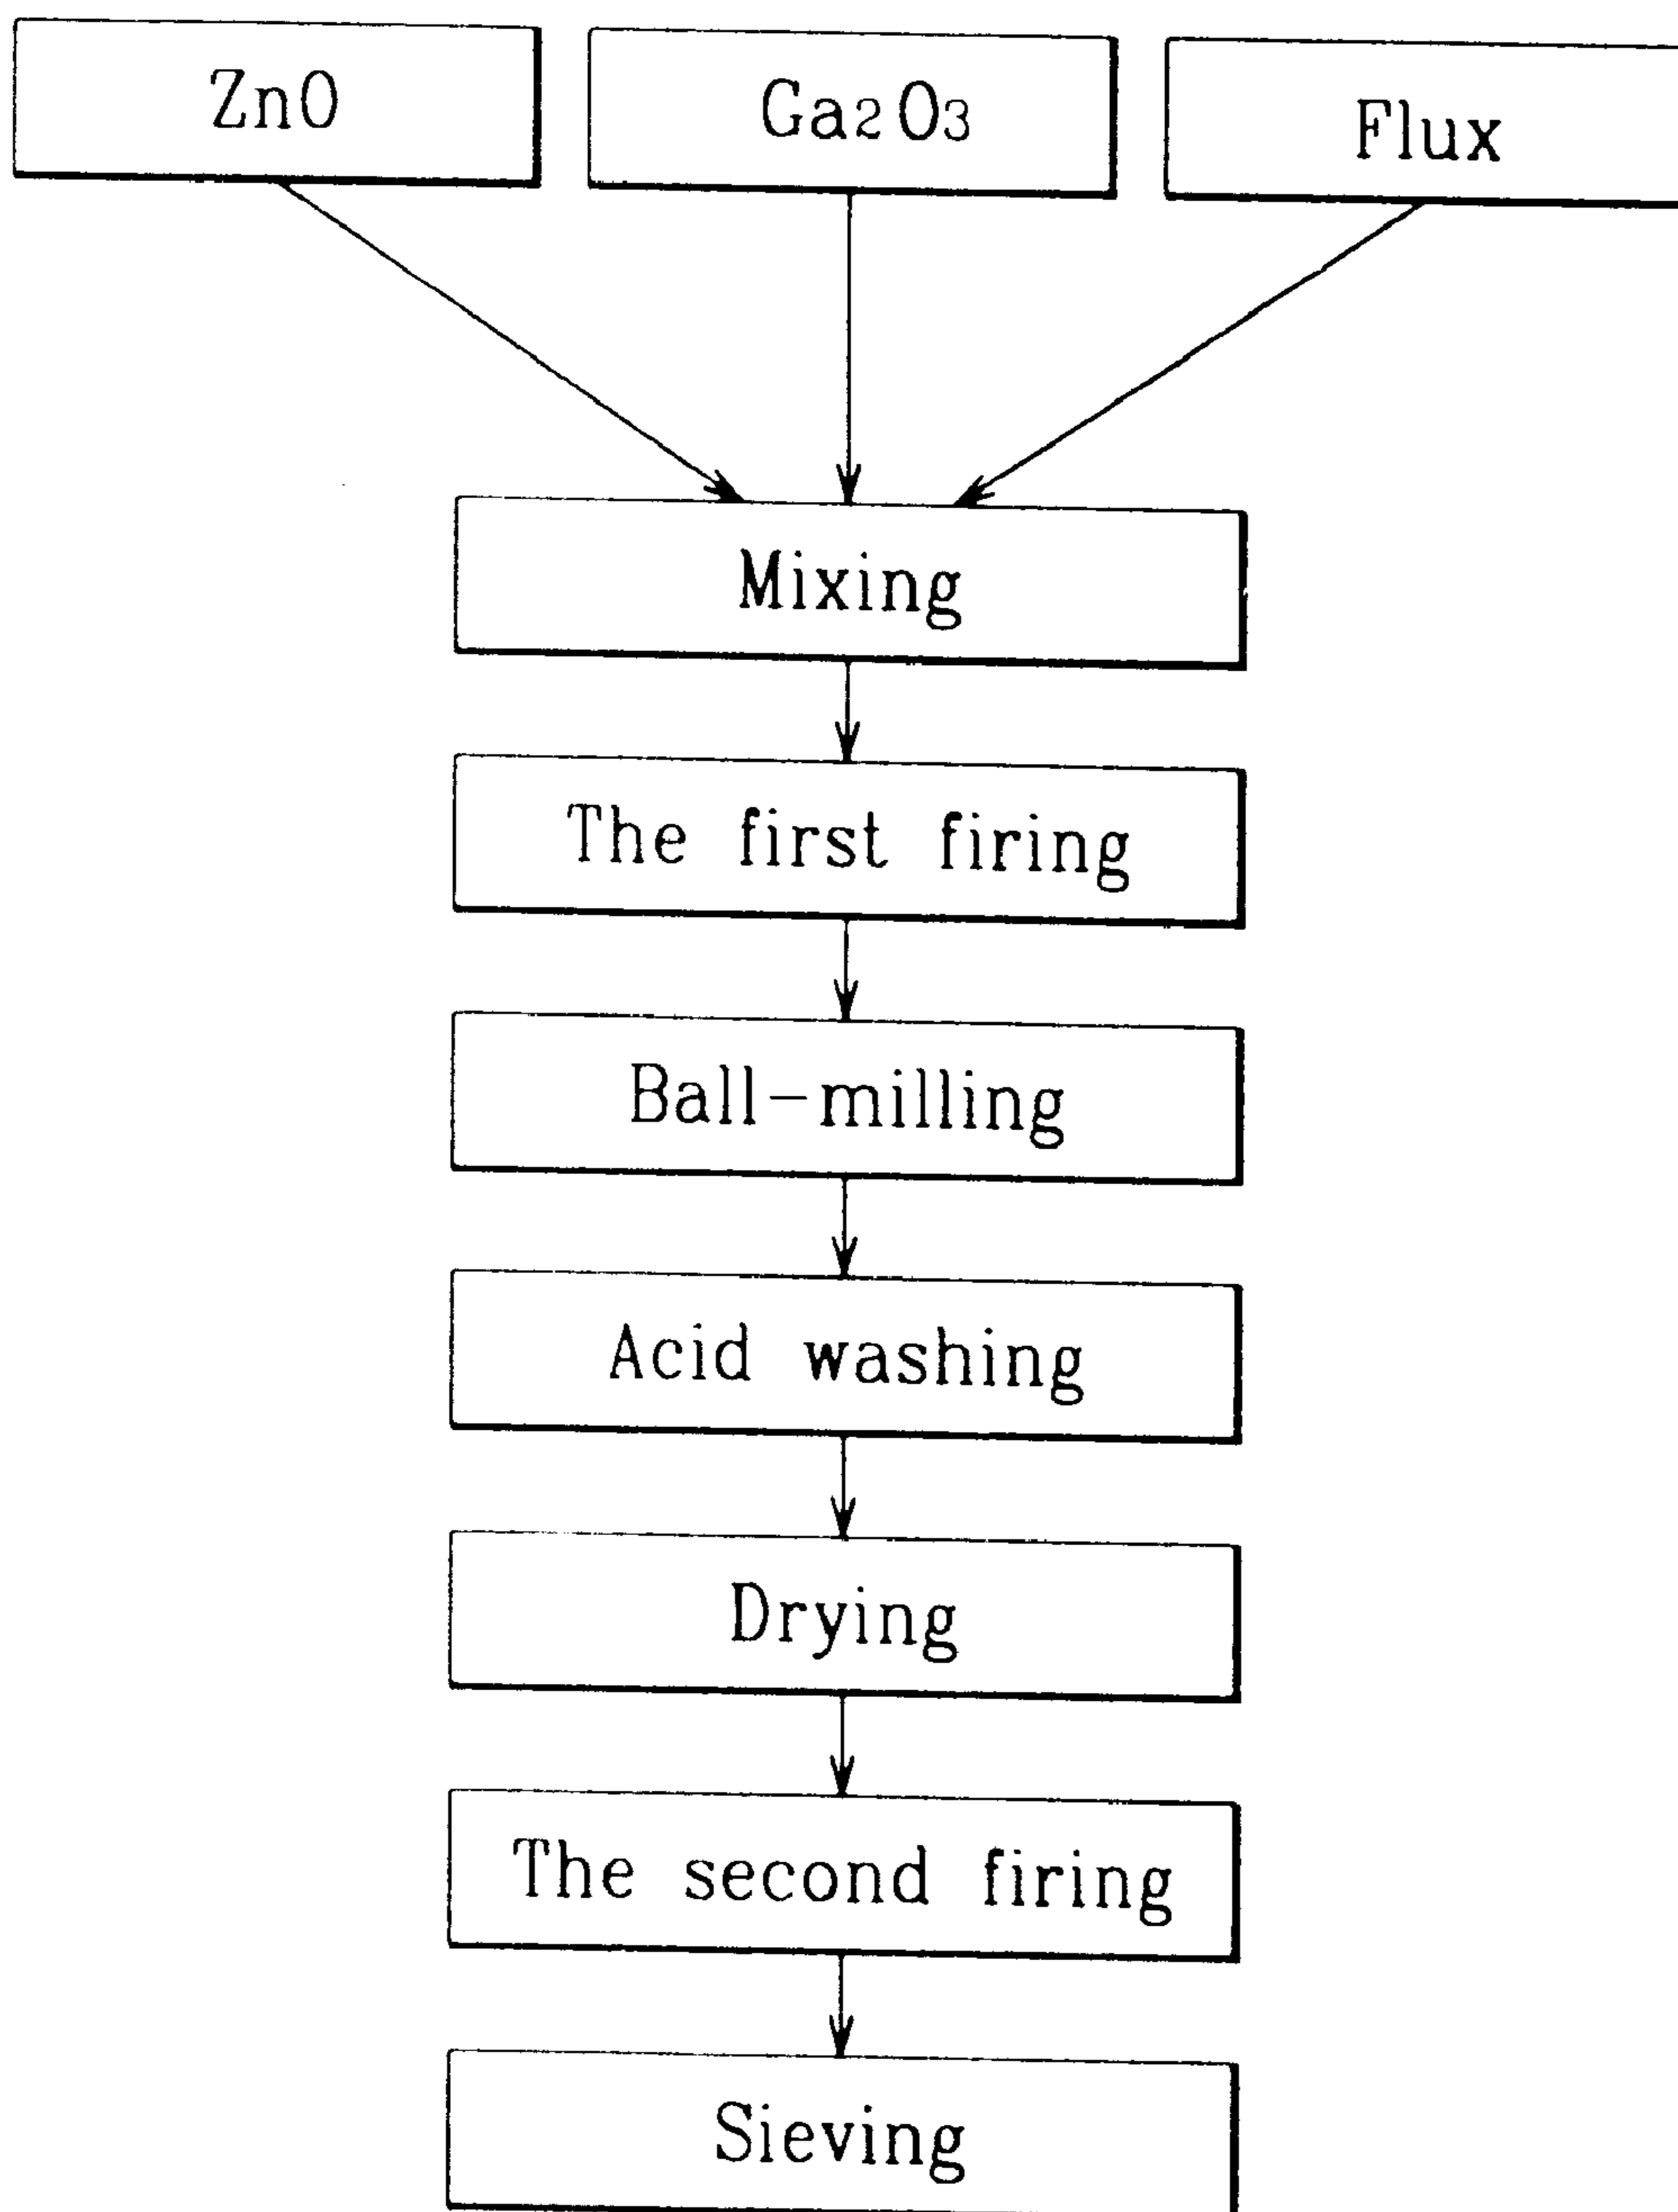 ZnO
Ga2O3
Flux
Mixing
The first firing
Ball-milling
Acid washing
Drying
The second firing
Sieving